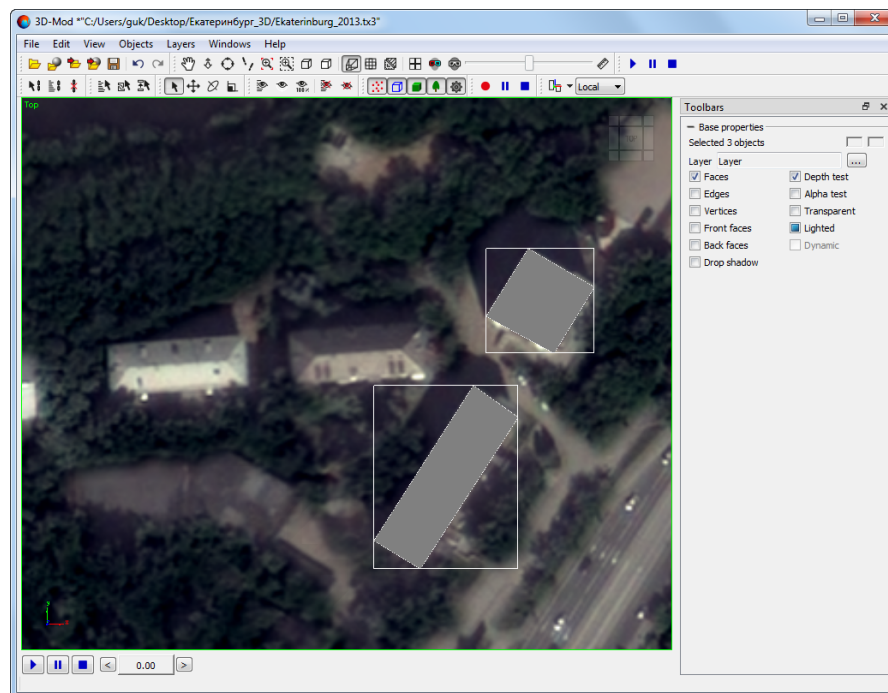 3D-Mod *"C:/Users/guk/Desktop/Екатеринбург_3D/Ekaterinburg_2013.tx3"
File Edit View Objects Layers Windows Help
100%
Local
Top
Toolbars
Base properties
Selected 3 objects
Layer Layer ...
Faces Depth test
Edges Alpha test
Vertices Transparent
Front faces Lighted
Back faces Dynamic
Drop shadow
y
x
< 0.00 >